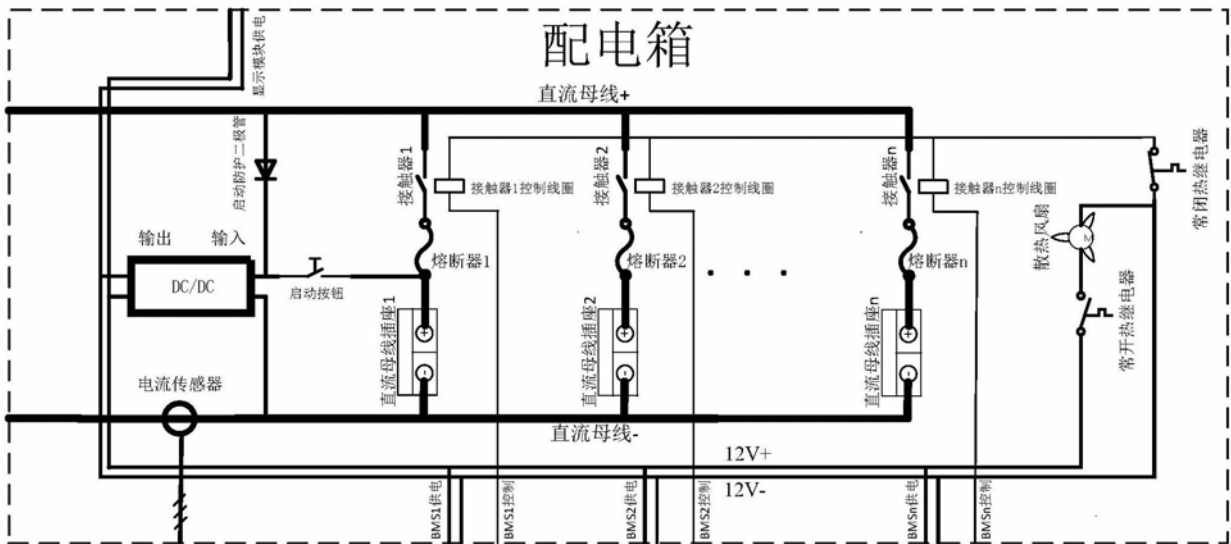 配电箱
显示模块供电
直流母线+
启动防护二极管
接触器1
接触器1控制线圈
接触器2
接触器2控制线圈
接触器n
接触器n控制线圈
常闭热继电器
输出
输入
DC/DC
启动按钮
熔断器1
熔断器2
. . .
熔断器n
散热风扇
M
常开热继电器
直流母线插座1
+
-
直流母线插座2
+
-
直流母线插座n
+
-
电流传感器
直流母线-
12V+
12V-
BMS1供电
BMS1控制
BMS2供电
BMS2控制
BMSn供电
BMSn控制